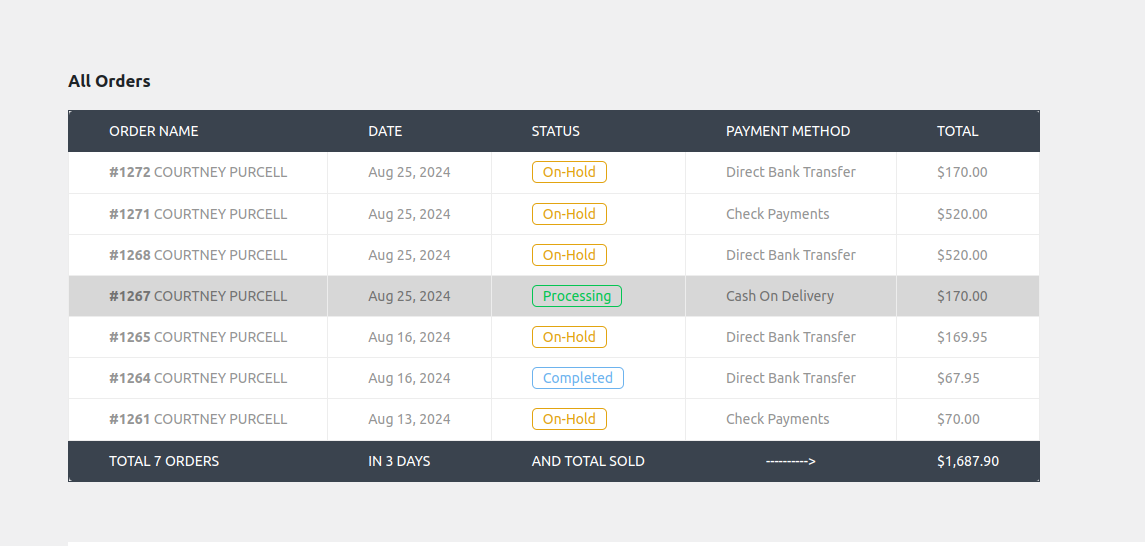 All Orders
ORDER NAME DATE STATUS PAYMENT METHOD TOTAL
#1272 COURTNEY PURCELL Aug 25, 2024 On-Hold Direct Bank Transfer $170.00
#1271 COURTNEY PURCELL Aug 25, 2024 On-Hold Check Payments $520.00
#1268 COURTNEY PURCELL Aug 25, 2024 On-Hold Direct Bank Transfer $520.00
#1267 COURTNEY PURCELL Aug 25, 2024 Processing Cash On Delivery $170.00
#1265 COURTNEY PURCELL Aug 16, 2024 On-Hold Direct Bank Transfer $169.95
#1264 COURTNEY PURCELL Aug 16, 2024 Completed Direct Bank Transfer $67.95
#1261 COURTNEY PURCELL Aug 13, 2024 On-Hold Check Payments $70.00
TOTAL 7 ORDERS IN 3 DAYS AND TOTAL SOLD ----------> $1,687.90